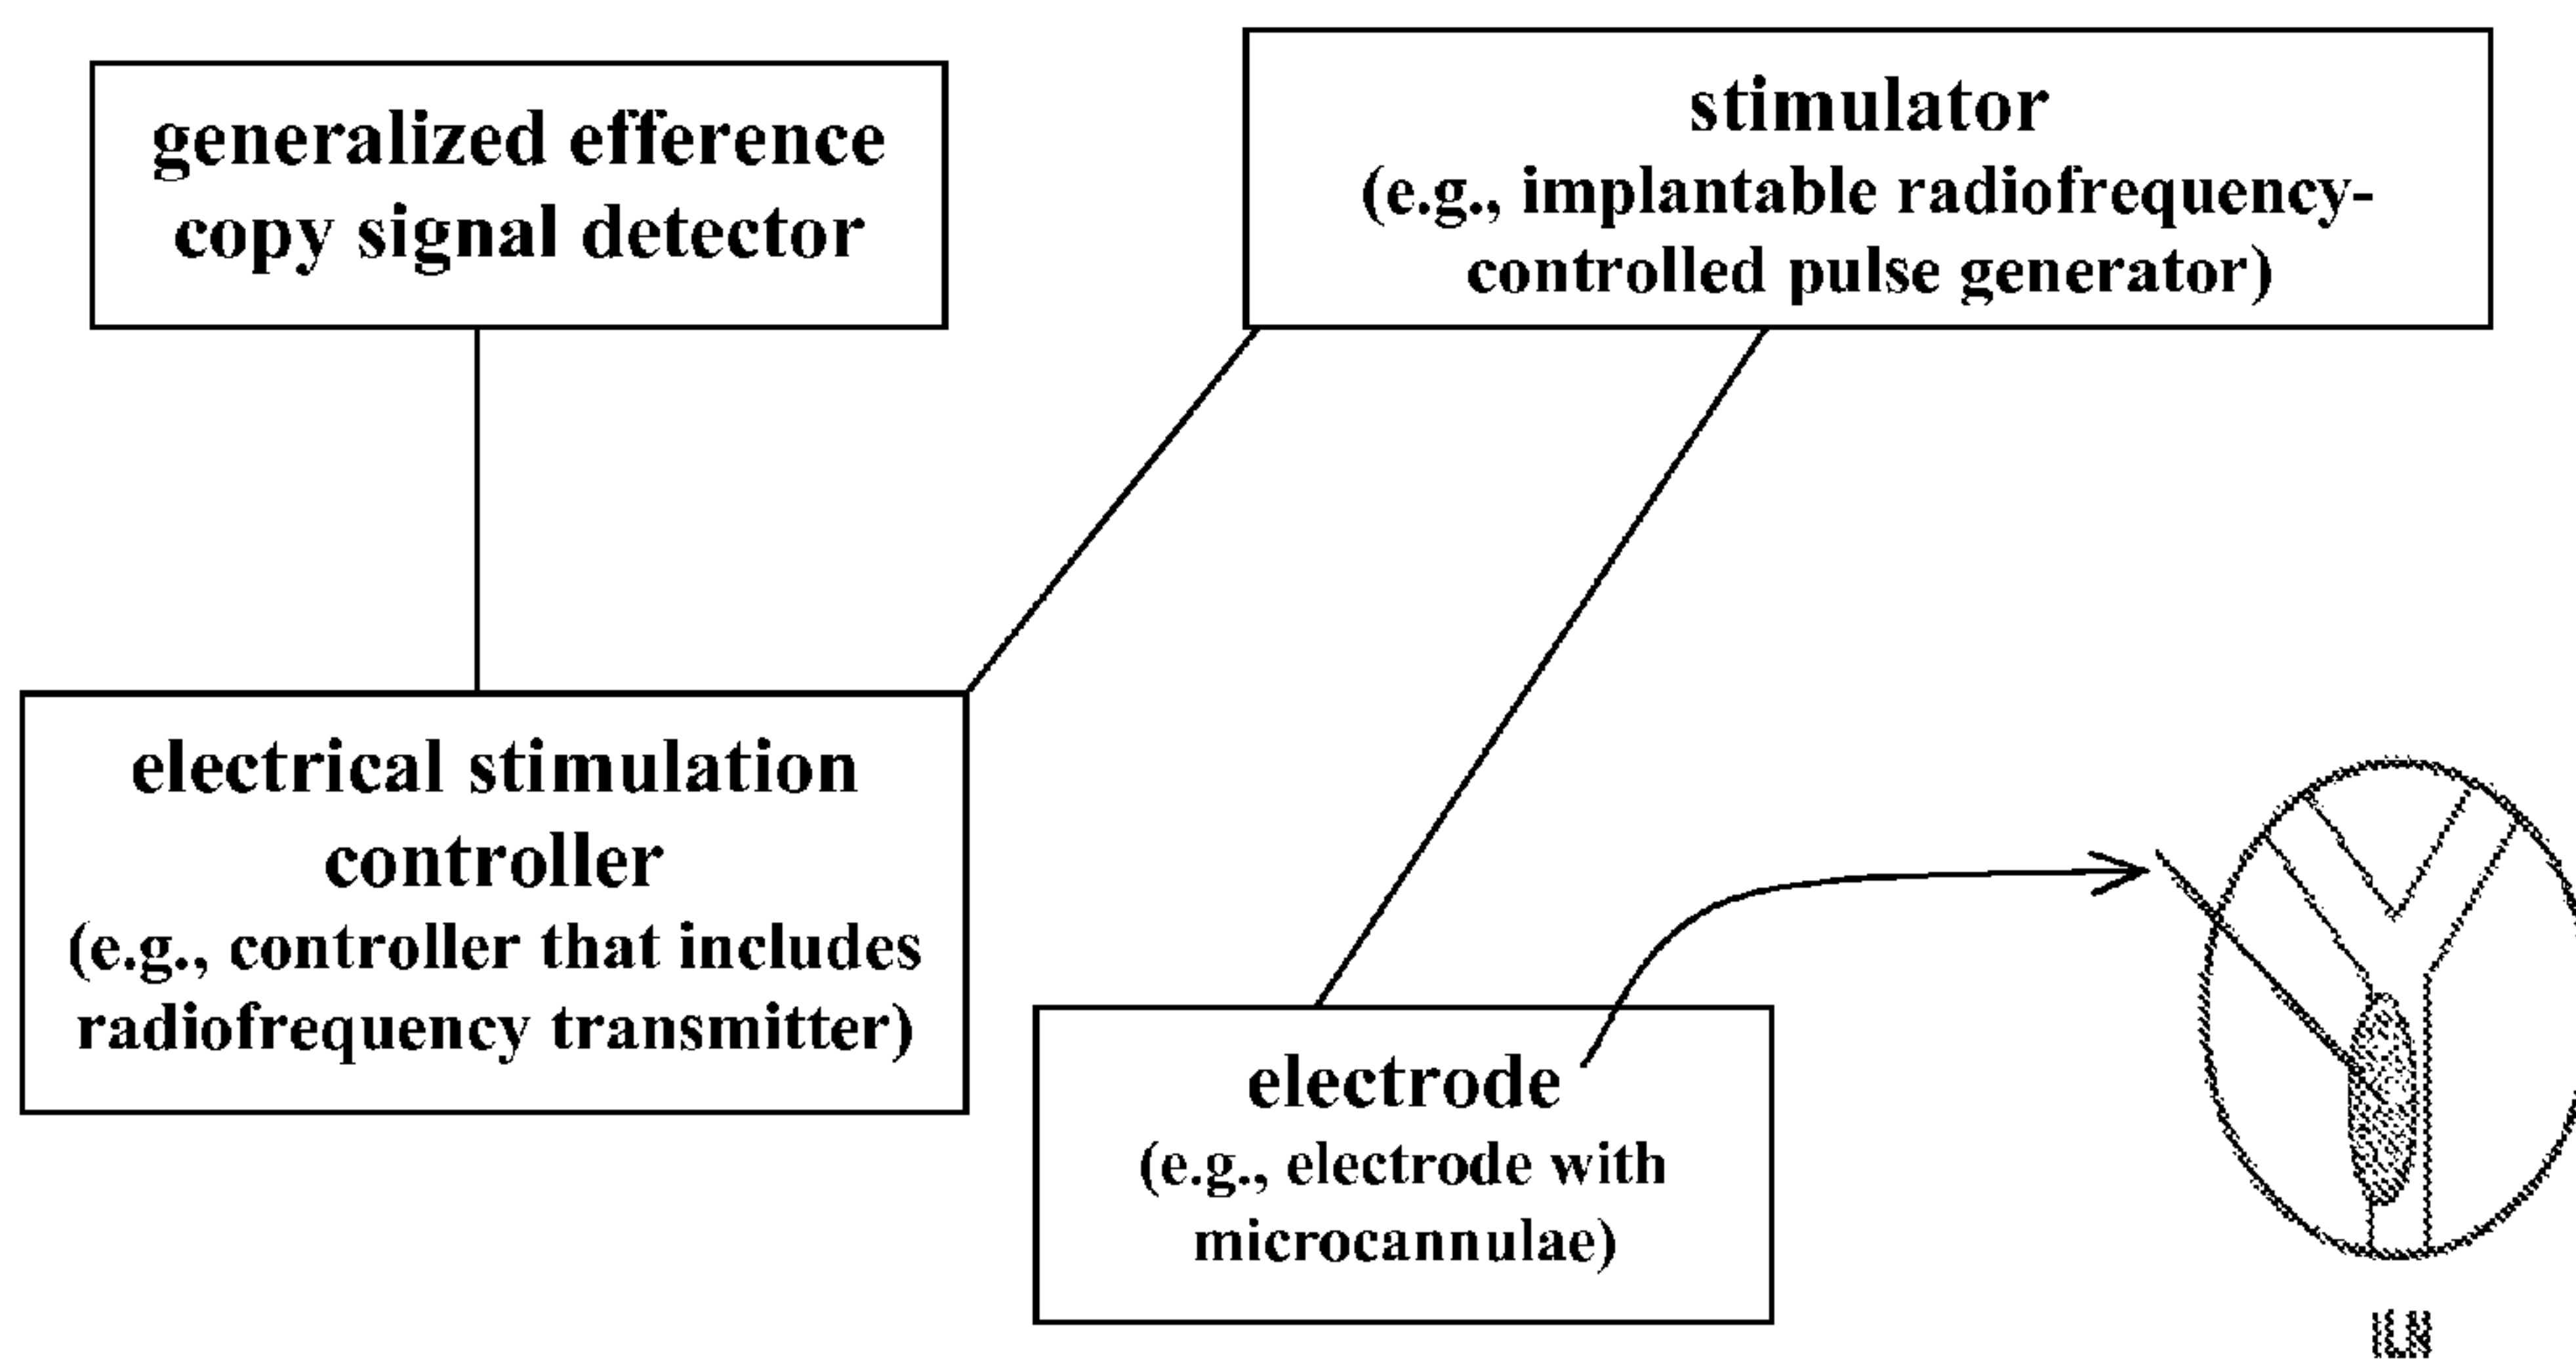 generalized efference
copy signal detector
stimulator
(e.g., implantable radiofrequency-
controlled pulse generator)
electrical stimulation
controller
(e.g., controller that includes
radiofrequency transmitter)
electrode
(e.g., electrode with
microcannulae)
ILN